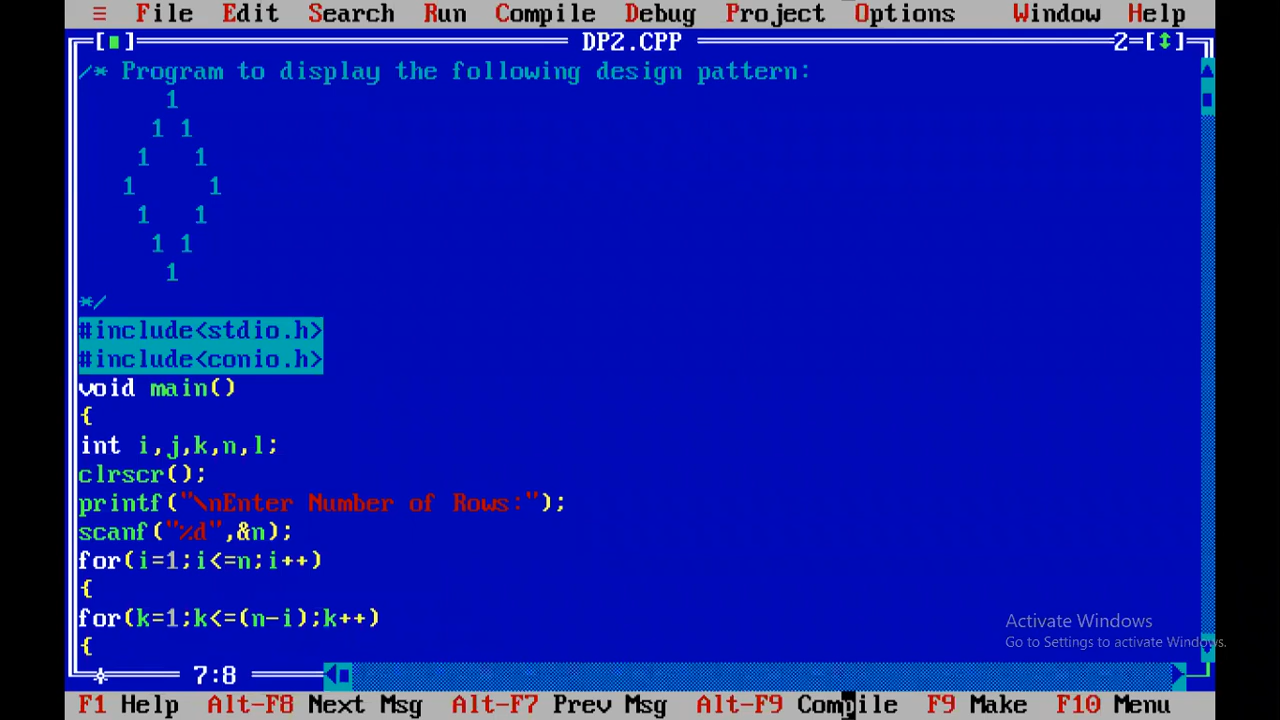 ≡ File Edit Search Run Compile Debug Project Options Window Help
[■] DP2.CPP 2=[↕]
/* Program to display the following design pattern:
      1
     1 1
    1   1
   1     1
    1   1
     1 1
      1
*/
#include<stdio.h>
#include<conio.h>
void main()
{
int i,j,k,n,l;
clrscr();
printf("\nEnter Number of Rows:");
scanf("%d",&n);
for(i=1;i<=n;i++)
{
for(k=1;k<=(n-i);k++)
{
Activate Windows
Go to Settings to activate Windows.
7:8
F1 Help Alt-F8 Next Msg Alt-F7 Prev Msg Alt-F9 Compile F9 Make F10 Menu